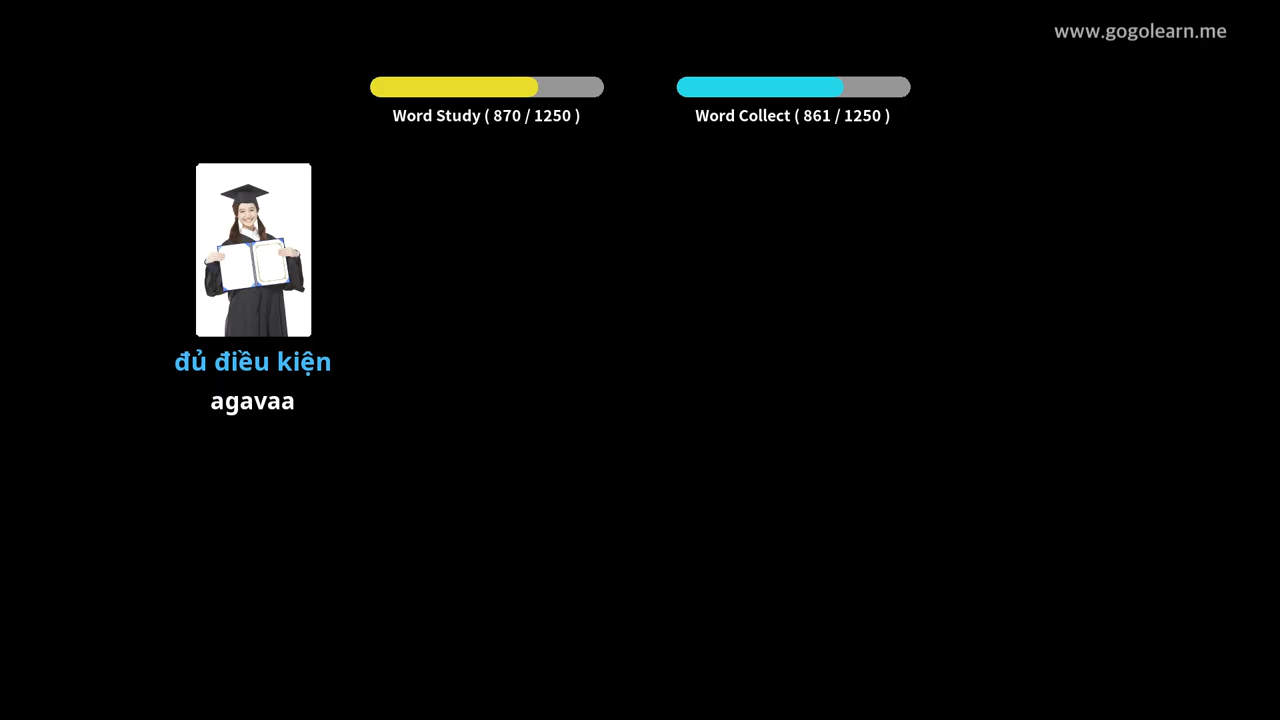 www.gogolearn.me
Word Study ( 870 / 1250 )
Word Collect ( 861 / 1250 )
đủ điều kiện
agavaa